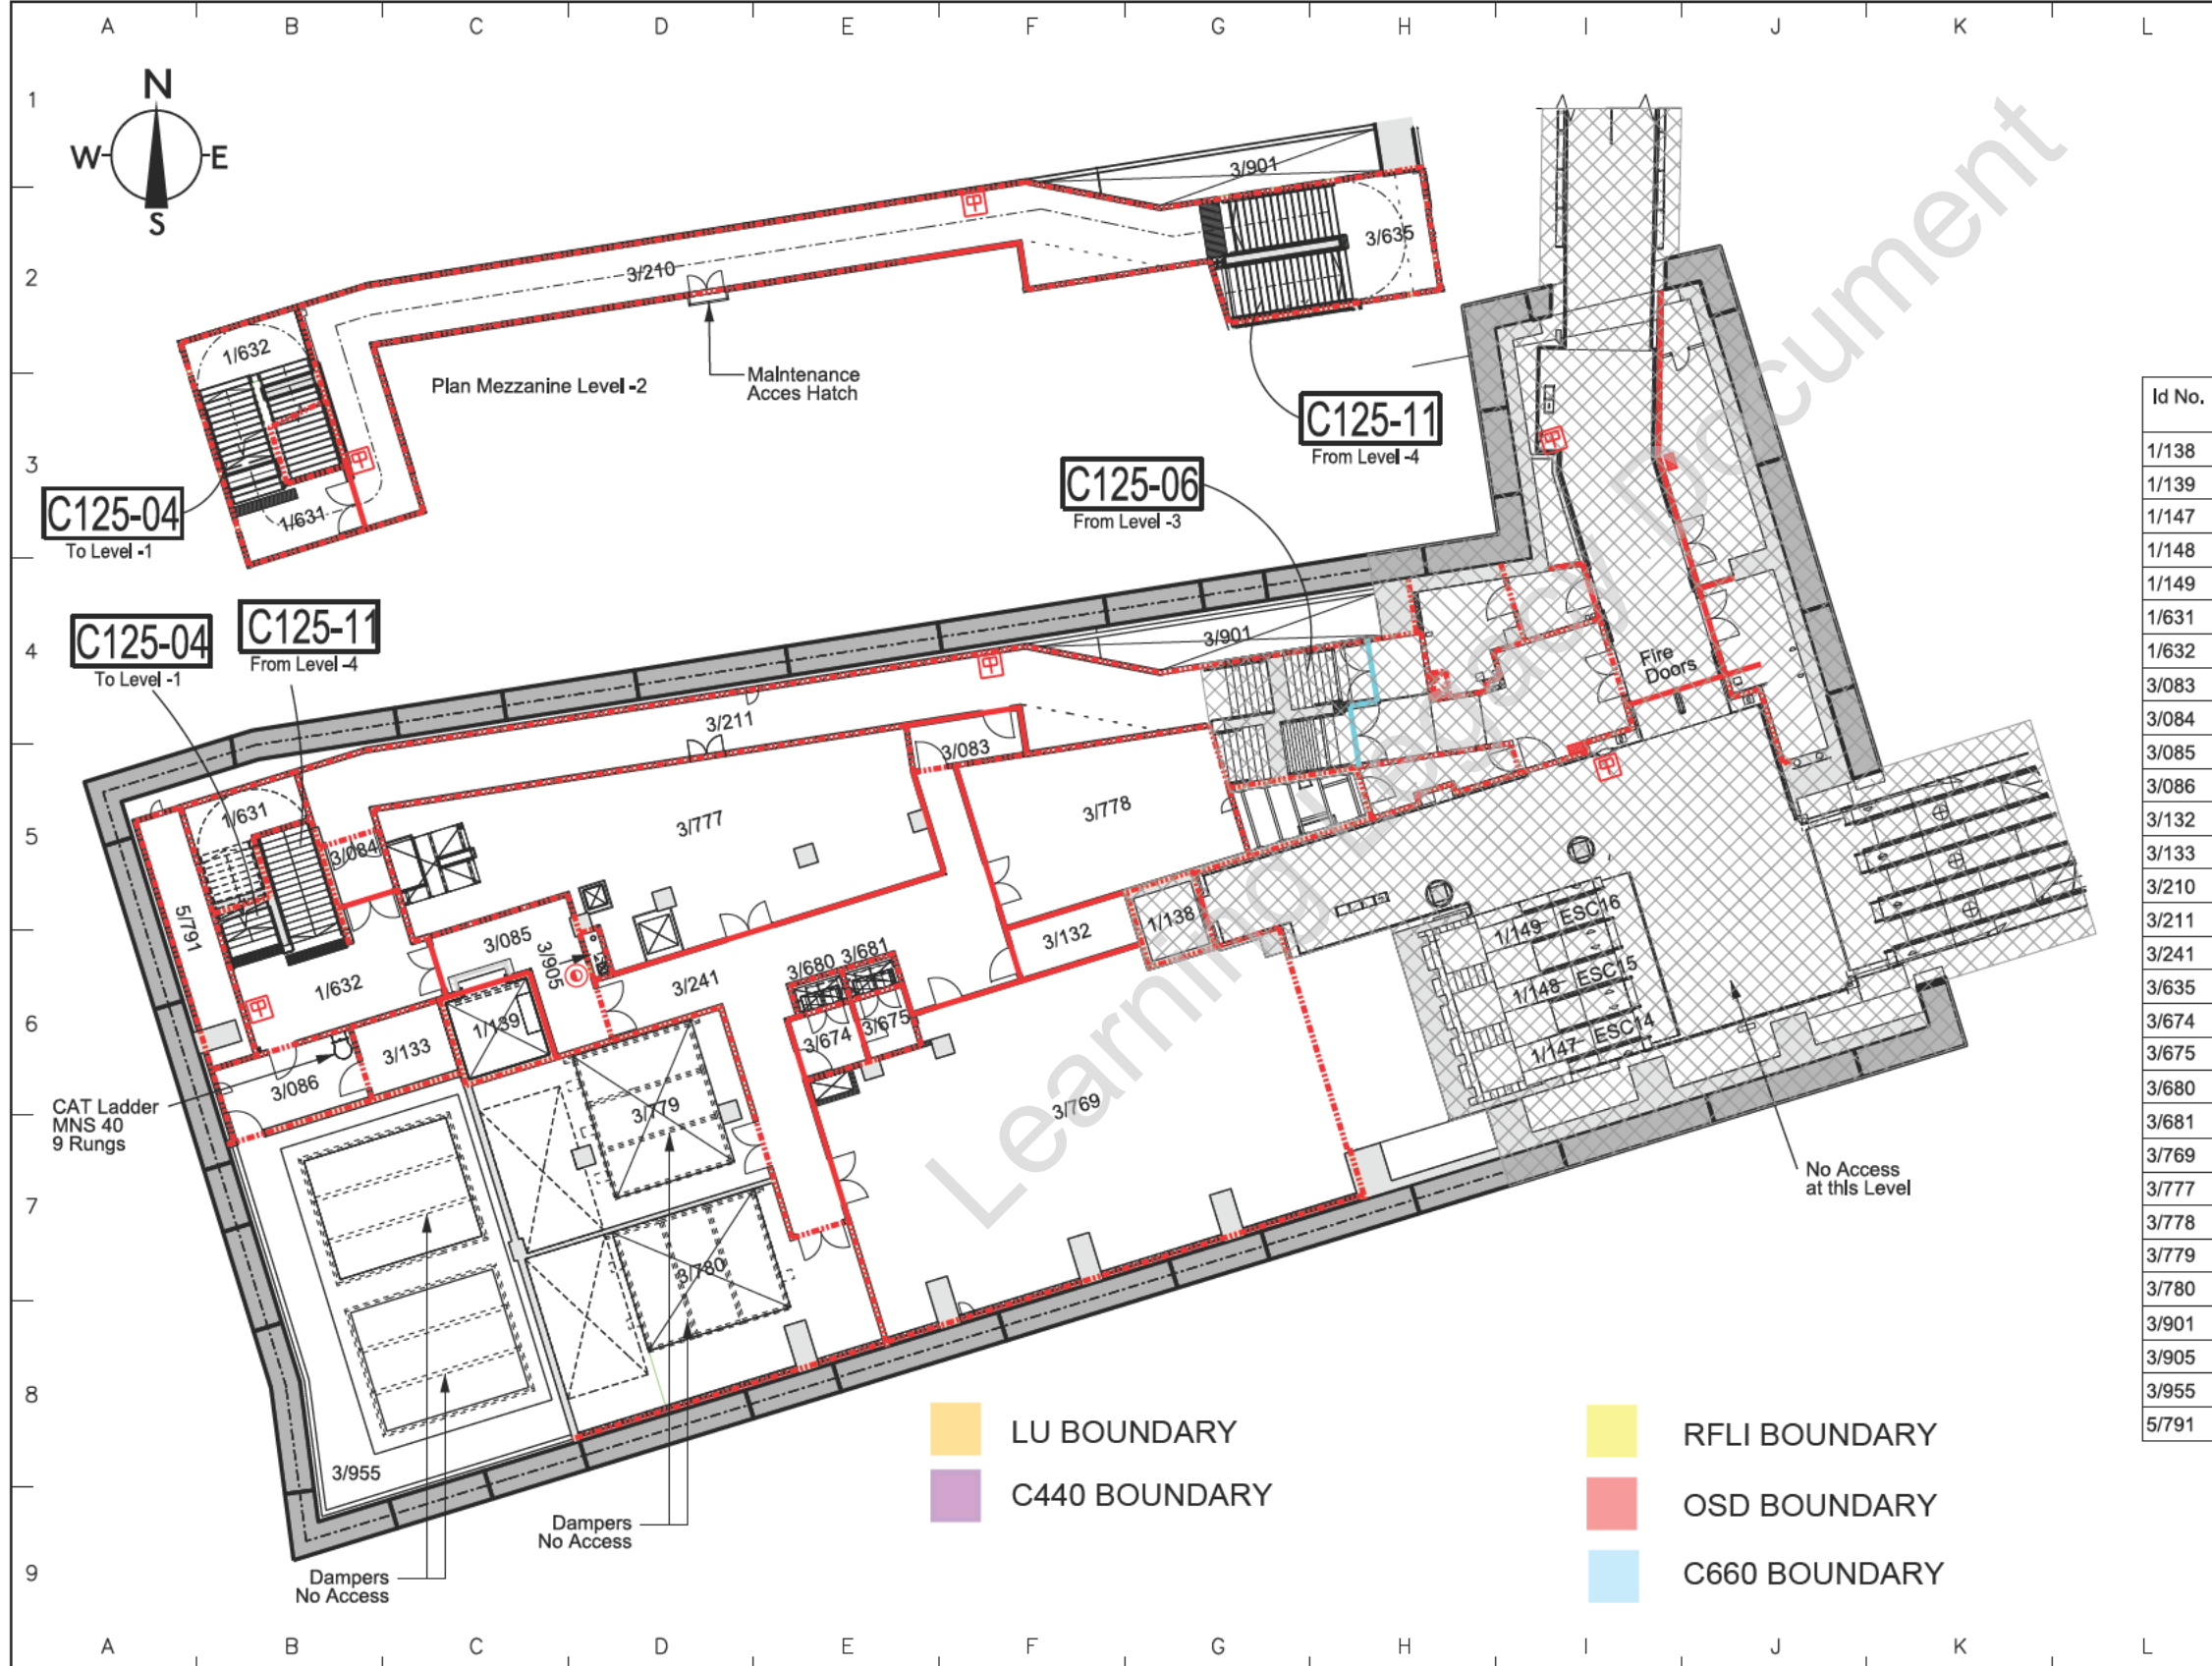 A B C D E F G H I J K L
1
2
3
4
5
6
7
8
9
N
W E
S
3/901
3/635
3/210
1/632
Plan Mezzanine Level -2
Maintenance
Acces Hatch
C125-11
From Level -4
C125-06
From Level -3
C125-04
To Level -1
1/631
C125-04
To Level -1
C125-11
From Level -4
3/901
Fire
Doors
3/211
3/083
3/777
3/778
1/631
3/084
5/791
3/085
3/905
3/132
1/138
3/680
3/681
3/241
1/632
1/139
3/133
3/674
3/675
3/086
CAT Ladder
MNS 40
9 Rungs
3/779
3/769
3/780
1/149 ESC16
1/148 ESC15
1/147 ESC14
No Access
at this Level
3/955
Dampers
No Access
Dampers
No Access
LU BOUNDARY
C440 BOUNDARY
RFLI BOUNDARY
OSD BOUNDARY
C660 BOUNDARY
Learning Legacy Document
Id No.
1/138
1/139
1/147
1/148
1/149
1/631
1/632
3/083
3/084
3/085
3/086
3/132
3/133
3/210
3/211
3/241
3/635
3/674
3/675
3/680
3/681
3/769
3/777
3/778
3/779
3/780
3/901
3/905
3/955
5/791
A B C D E F G H I J K L